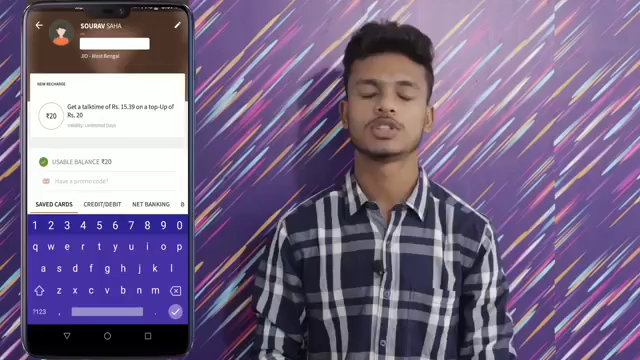 SOURAV SAHA
JIO - West Bengal
NEW RECHARGE
₹20
Get a talktime of Rs. 15.39 on a top-Up of
Rs. 20
Validity: Unlimited Days
USABLE BALANCE ₹20
Have a promo code?
SAVED CARDS CREDIT/DEBIT NET BANKING B
1 2 3 4 5 6 7 8 9 0
q w e r t y u i o p
a s d f g h j k l
z x c v b n m
?123 , .